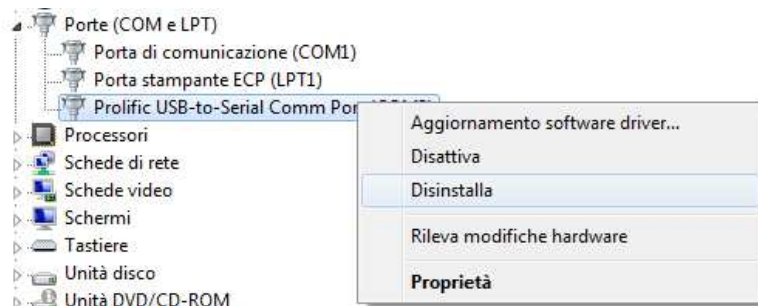 Porte (COM e LPT)
Porta di comunicazione (COM1)
Porta stampante ECP (LPT1)
Prolific USB-to-Serial Comm Por
Processori
Schede di rete
Schede video
Schermi
Tastiere
Unità disco
Unità DVD/CD-ROM
Aggiornamento software driver...
Disattiva
Disinstalla
Rileva modifiche hardware
Proprietà